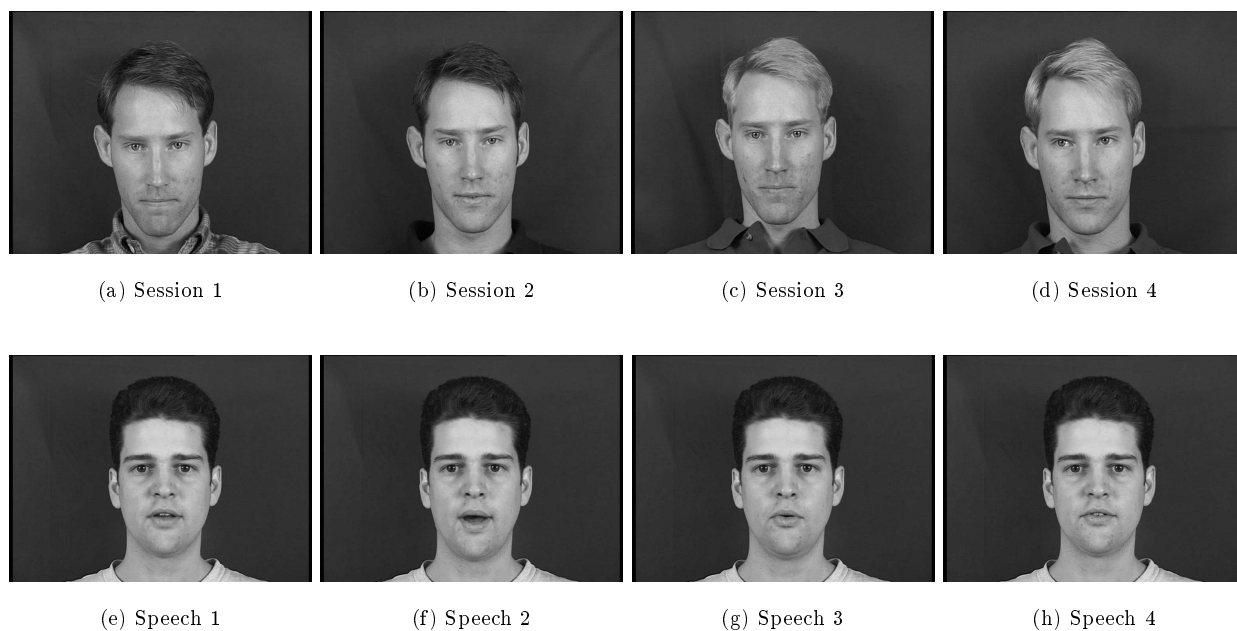 (a) Session 1
(b) Session 2
(c) Session 3
(d) Session 4
(e) Speech 1
(f) Speech 2
(g) Speech 3
(h) Speech 4